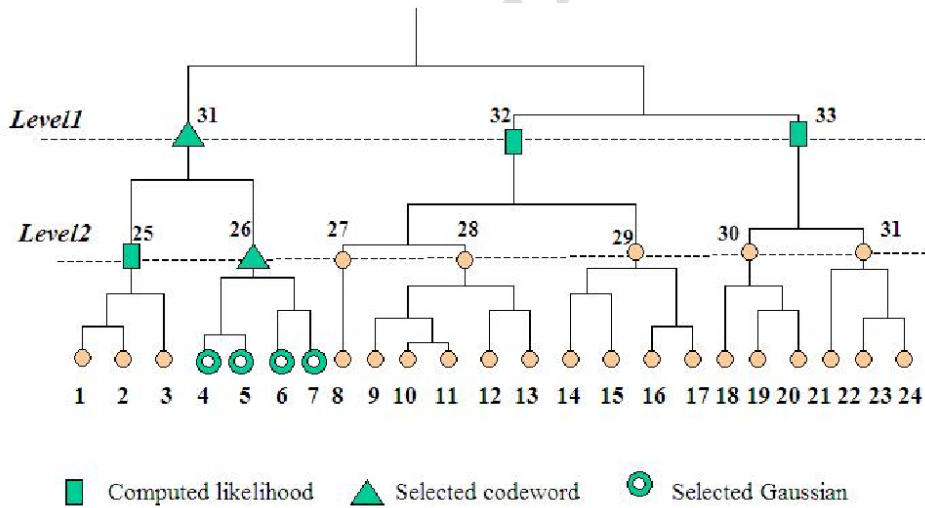 31
32
33
Level1
25
26
27
28
29
30
31
Level2
1 2 3 4 5 6 7 8 9 10 11 12 13 14 15 16 17 18 19 20 21 22 23 24
Computed likelihood Selected codeword Selected Gaussian